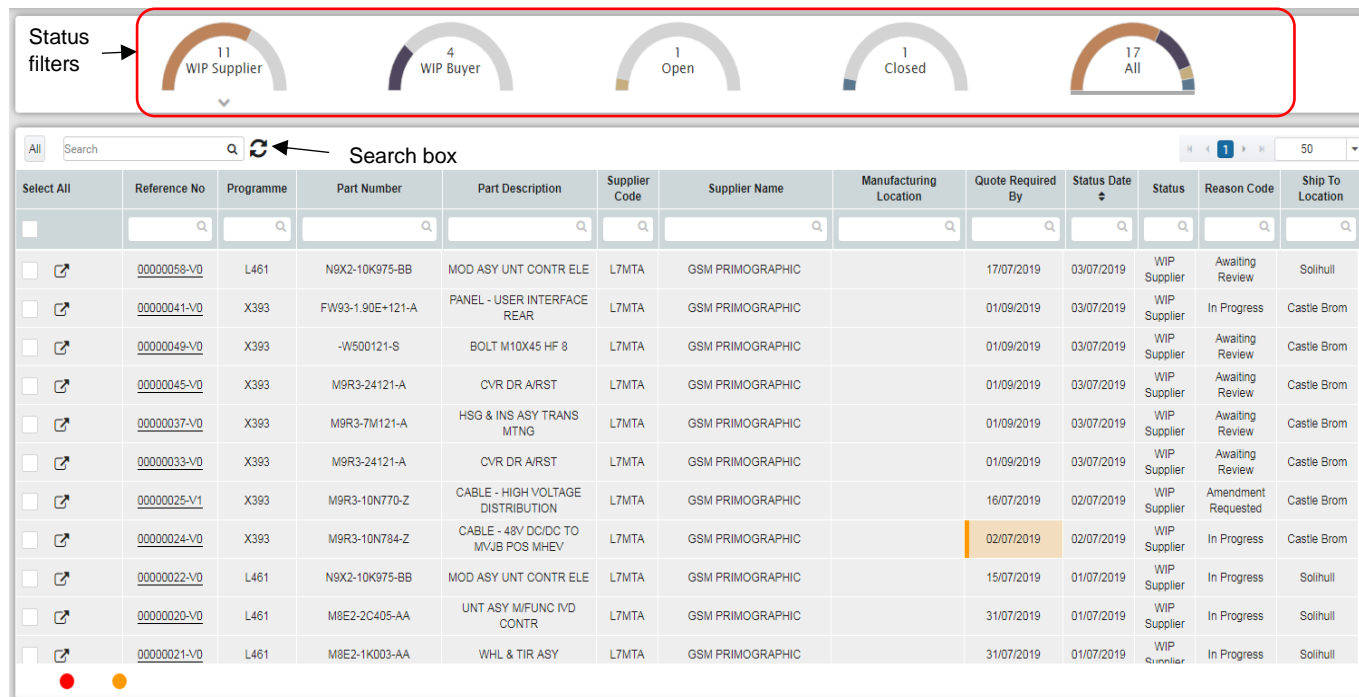 Status
filters
11
WIP Supplier
4
WIP Buyer
1
Open
1
Closed
17
All
All Search
Search box
1 50
Select All Reference No Programme Part Number Part Description Supplier Code Supplier Name Manufacturing Location Quote Required By Status Date Status Reason Code Ship To Location
00000058-V0 L461 N9X2-10K975-BB MOD ASY UNT CONTR ELE L7MTA GSM PRIMOGRAPHIC 17/07/2019 03/07/2019 WIP Supplier Awaiting Review Solihull
00000041-V0 X393 FW93-1.90E+121-A PANEL - USER INTERFACE REAR L7MTA GSM PRIMOGRAPHIC 01/09/2019 03/07/2019 WIP Supplier In Progress Castle Brom
00000049-V0 X393 -W500121-S BOLT M10X45 HF 8 L7MTA GSM PRIMOGRAPHIC 01/09/2019 03/07/2019 WIP Supplier Awaiting Review Castle Brom
00000045-V0 X393 M9R3-24121-A CVR DR A/RST L7MTA GSM PRIMOGRAPHIC 01/09/2019 03/07/2019 WIP Supplier Awaiting Review Castle Brom
00000037-V0 X393 M9R3-7M121-A HSG & INS ASY TRANS MTNG L7MTA GSM PRIMOGRAPHIC 01/09/2019 03/07/2019 WIP Supplier Awaiting Review Castle Brom
00000033-V0 X393 M9R3-24121-A CVR DR A/RST L7MTA GSM PRIMOGRAPHIC 01/09/2019 03/07/2019 WIP Supplier Awaiting Review Castle Brom
00000025-V1 X393 M9R3-10N770-Z CABLE - HIGH VOLTAGE DISTRIBUTION L7MTA GSM PRIMOGRAPHIC 16/07/2019 02/07/2019 WIP Supplier Amendment Requested Castle Brom
00000024-V0 X393 M9R3-10N784-Z CABLE - 48V DC/DC TO MVJB POS MHEV L7MTA GSM PRIMOGRAPHIC 02/07/2019 02/07/2019 WIP Supplier In Progress Castle Brom
00000022-V0 L461 N9X2-10K975-BB MOD ASY UNT CONTR ELE L7MTA GSM PRIMOGRAPHIC 15/07/2019 01/07/2019 WIP Supplier In Progress Solihull
00000020-V0 L461 M8E2-2C405-AA UNT ASY M/FUNC IVD CONTR L7MTA GSM PRIMOGRAPHIC 31/07/2019 01/07/2019 WIP Supplier In Progress Solihull
00000021-V0 L461 M8E2-1K003-AA WHL & TIR ASY L7MTA GSM PRIMOGRAPHIC 31/07/2019 01/07/2019 WIP Supplier In Progress Solihull